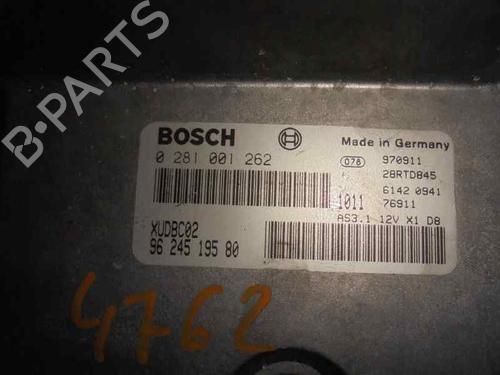 BOSCH
Made in Germany
0 281 001 262
078 970911
28RTD845
6142 0941
1011 76911
AS3.1 12V X1 D8
XUDBC02
96 245 195 80
4762
B-PARTS